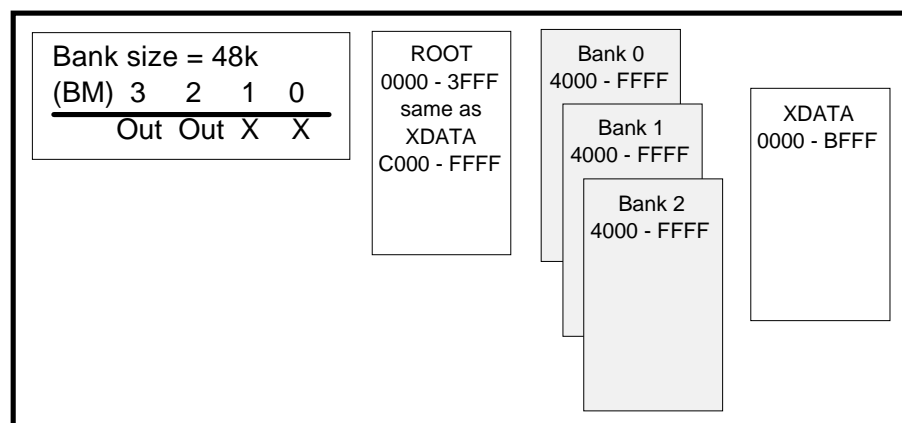 Bank size = 48k
(BM) 3 2 1 0
Out Out X X
ROOT
0000 - 3FFF
same as
XDATA
C000 - FFFF
Bank 0
4000 - FFFF
Bank 1
4000 - FFFF
Bank 2
4000 - FFFF
XDATA
0000 - BFFF